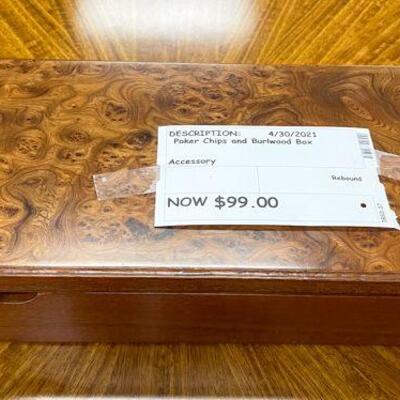 DESCRIPTION: 4/30/2021
Poker Chips and Burlwood Box
Accessory
Rebound
NOW $99.00